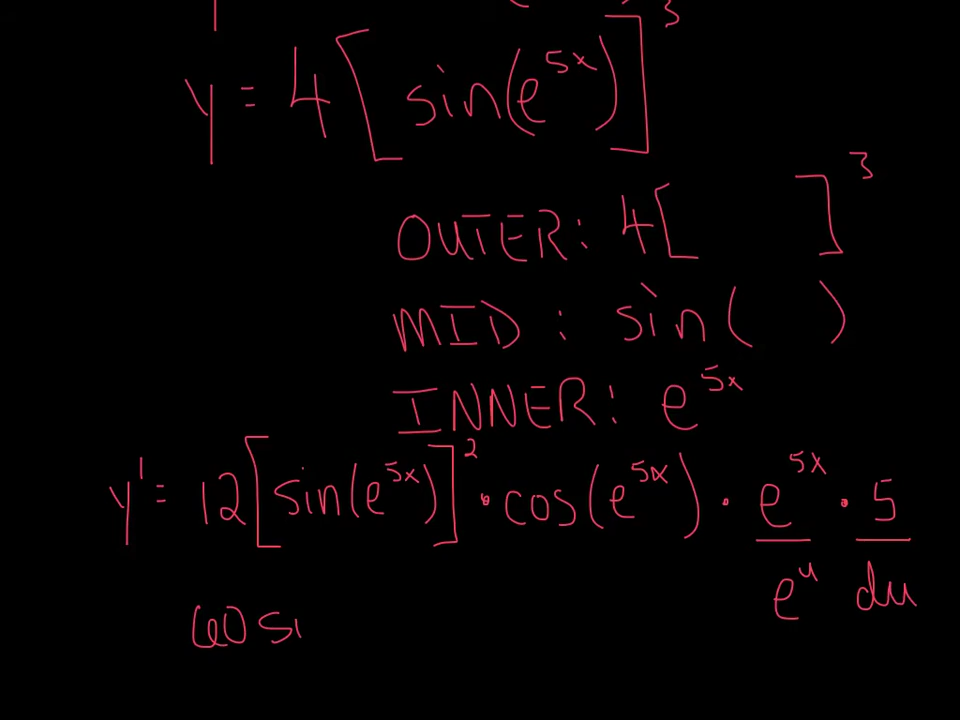 y = 4[sin(e^5x)]^3
OUTER: 4[ ]^3
MID: sin( )
INNER: e^5x
y' = 12[sin(e^5x)]^2 · cos(e^5x) · e^5x · 5
e^u du
60 si